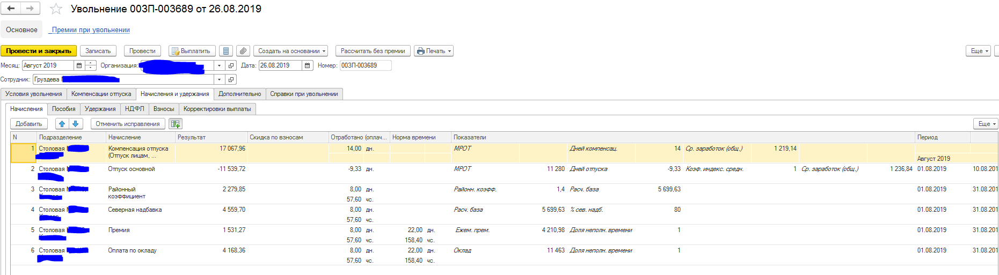 Увольнение 003П-003689 от 26.08.2019
Основное Премии при увольнении
Провести и закрыть Записать Провести Выплатить Создать на основании Рассчитать без премии Печать Еще
Месяц: Август 2019 Организация: Дата: 26.08.2019 Номер: 003П-003689
Сотрудник: Груздева
Условия увольнения Компенсации отпуска Начисления и удержания Дополнительно Справки при увольнении
Начисления Пособия Удержания НДФЛ Взносы Корректировки выплаты
Добавить Отменить исправления Еще
N Подразделение Начисление Результат Скидка по взносам Отработано (оплач... Норма времени Показатели Период
1 Столовая Компенсация отпуска 17 067,96 14,00 дн. МРОТ Дней компенсац. 14 Ср. заработок (общ.) 1 219,14
(Отпуск лицам, ... Август 2019
2 Столовая Отпуск основной -11 539,72 -9,33 дн. МРОТ 11 280 Дней отпуска -9,33 Коэф. индекс. средн. 1 Ср. заработок (общ.) 1 236,84 01.08.2019 10.08.201
3 Столовая Районный 2 279,85 8,00 дн. Районн. коэфф. 1,4 Расч. база 5 699,63 01.08.2019 31.08.201
коэффициент 57,60 чс.
4 Столовая Северная надбавка 4 559,70 8,00 дн. Расч. база 5 699,63 % сев. надб. 80 01.08.2019 31.08.201
57,60 чс.
5 Столовая Премия 1 531,27 8,00 дн. 22,00 дн. Ежем. прем. 4 210,98 Доля неполн. времени 1 01.08.2019 31.08.201
57,60 чс. 158,40 чс.
6 Столовая Оплата по окладу 4 168,36 8,00 дн. 22,00 дн. Оклад 11 463 Доля неполн. времени 1 01.08.2019 31.08.201
57,60 чс. 158,40 чс.